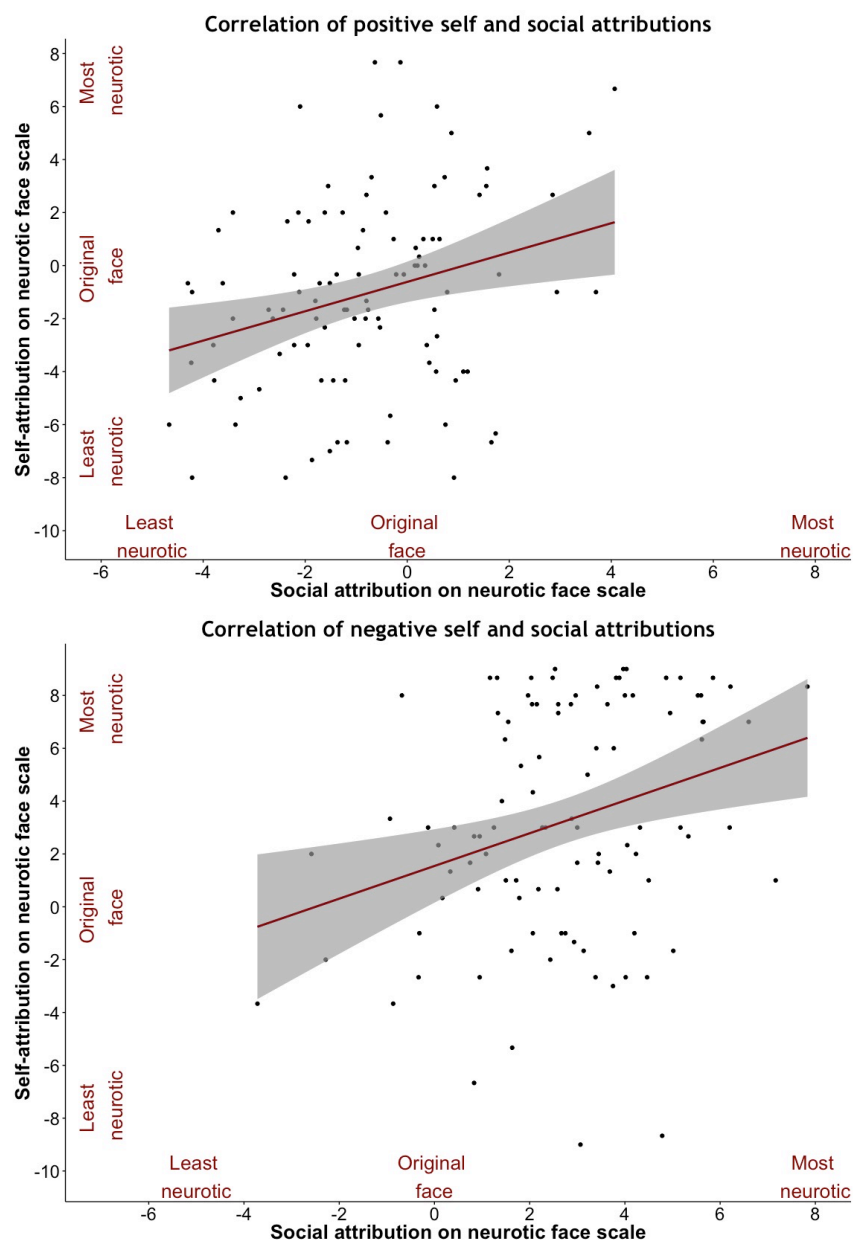 Correlation of positive self and social attributions
Self-attribution on neurotic face scale
Most
neurotic
Original
face
Least
neurotic
8
6
4
2
0
-2
-4
-6
-8
-10
Least
neurotic
Original
face
Most
neurotic
-6 -4 -2 0 2 4 6 8
Social attribution on neurotic face scale
Correlation of negative self and social attributions
Self-attribution on neurotic face scale
Most
neurotic
Original
face
Least
neurotic
8
6
4
2
0
-2
-4
-6
-8
-10
Least
neurotic
Original
face
Most
neurotic
-6 -4 -2 0 2 4 6 8
Social attribution on neurotic face scale